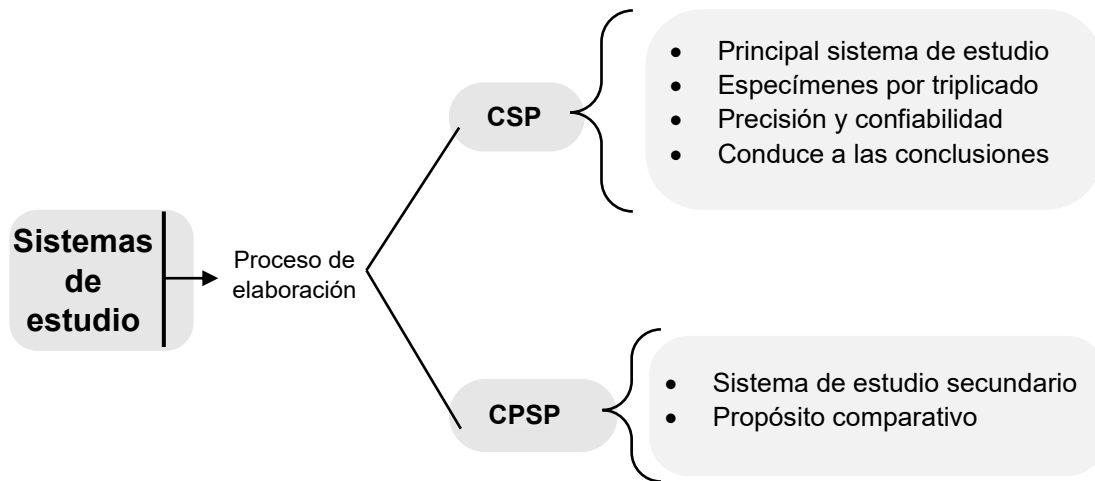 Sistemas
de
estudio
Proceso de
elaboración
CSP
• Principal sistema de estudio
• Especímenes por triplicado
• Precisión y confiabilidad
• Conduce a las conclusiones
CPSP
• Sistema de estudio secundario
• Propósito comparativo